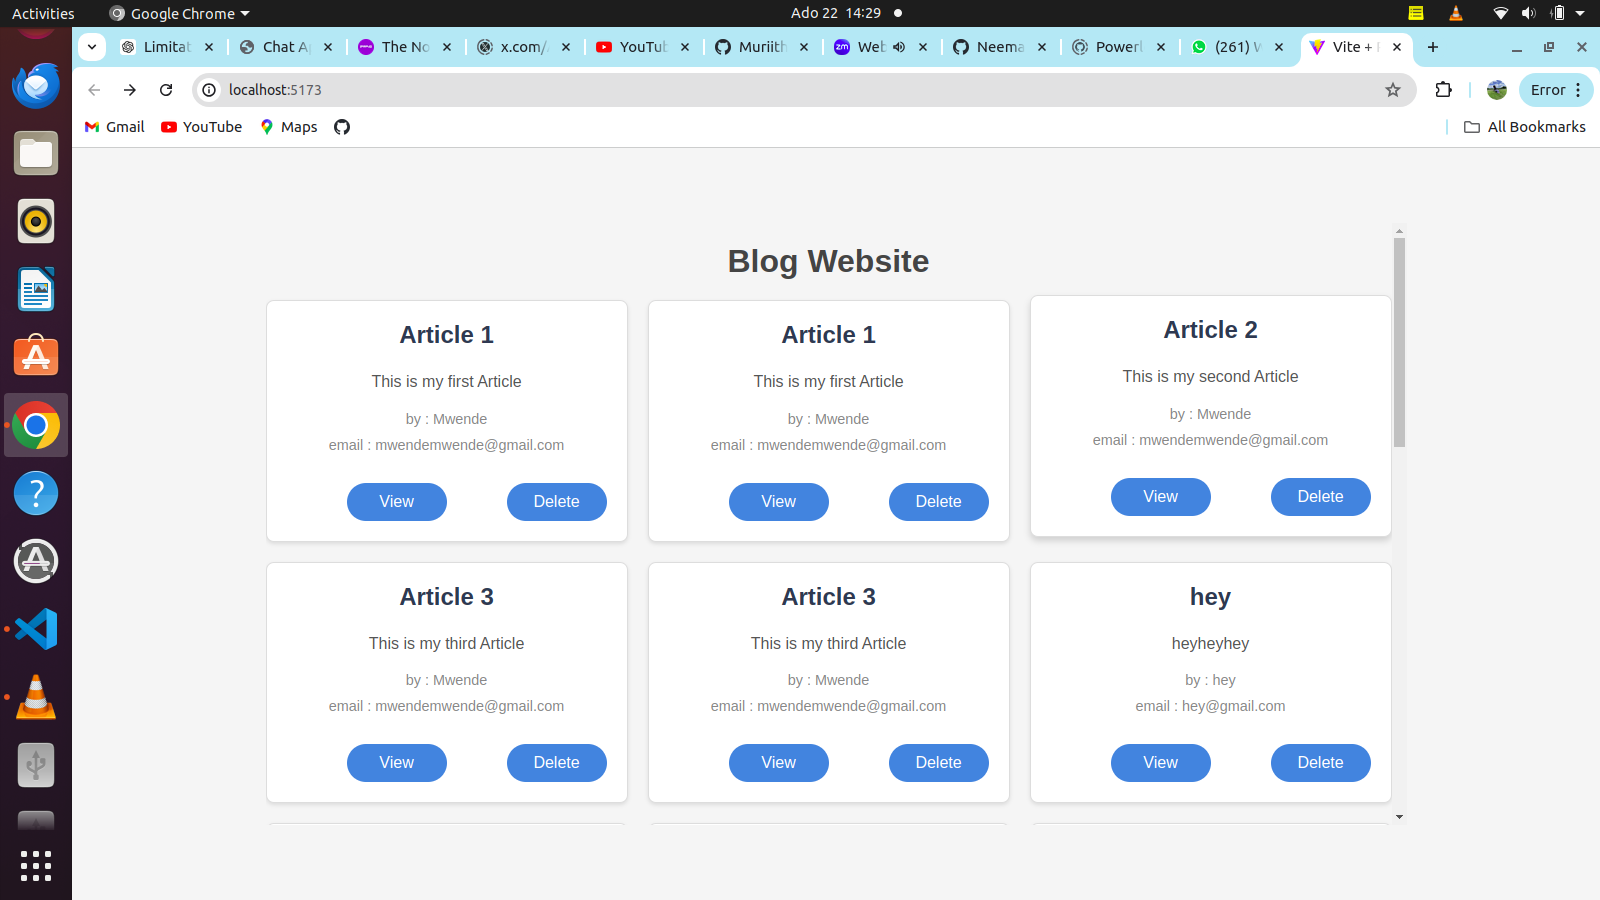 Activities Google Chrome Ado 22 14:29
Limitat Chat A The No x.com/ YouTub Muriith Web Neema Powerl (261) W Vite +
localhost:5173 Error
Gmail YouTube Maps All Bookmarks
Blog Website
Article 1
This is my first Article
by : Mwende
email : mwendemwende@gmail.com
View Delete
Article 1
This is my first Article
by : Mwende
email : mwendemwende@gmail.com
View Delete
Article 2
This is my second Article
by : Mwende
email : mwendemwende@gmail.com
View Delete
Article 3
This is my third Article
by : Mwende
email : mwendemwende@gmail.com
View Delete
Article 3
This is my third Article
by : Mwende
email : mwendemwende@gmail.com
View Delete
hey
heyheyhey
by : hey
email : hey@gmail.com
View Delete